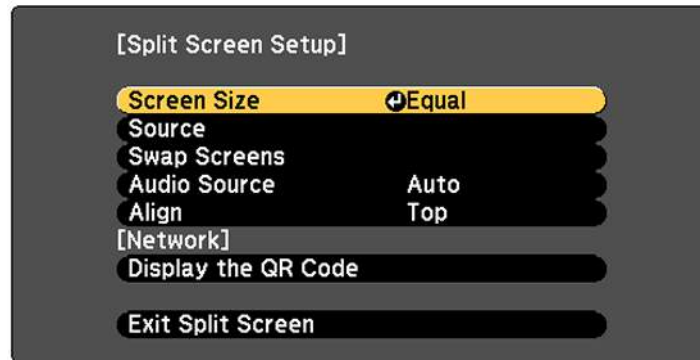 [Split Screen Setup]
Screen Size Equal
Source
Swap Screens
Audio Source Auto
Align Top
[Network]
Display the QR Code
Exit Split Screen